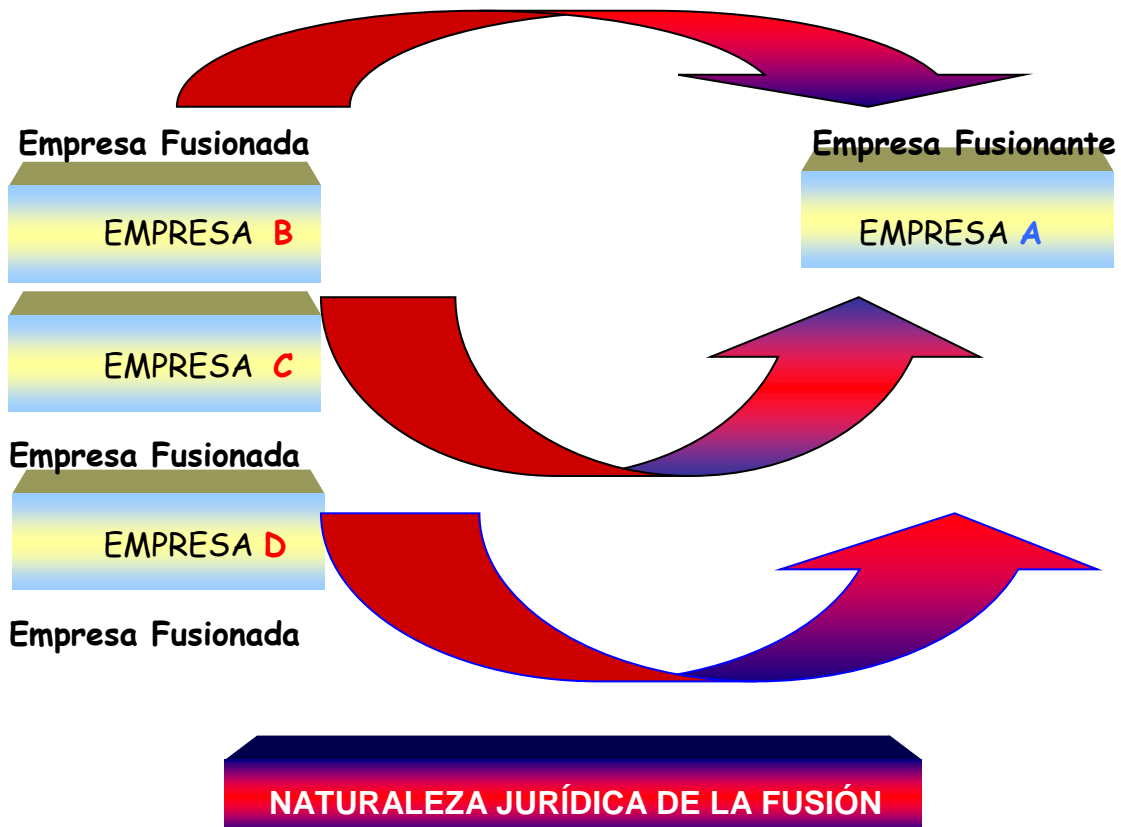 Empresa Fusionada
EMPRESA B
EMPRESA C
Empresa Fusionada
EMPRESA D
Empresa Fusionada
Empresa Fusionante
EMPRESA A
NATURALEZA JURÍDICA DE LA FUSIÓN